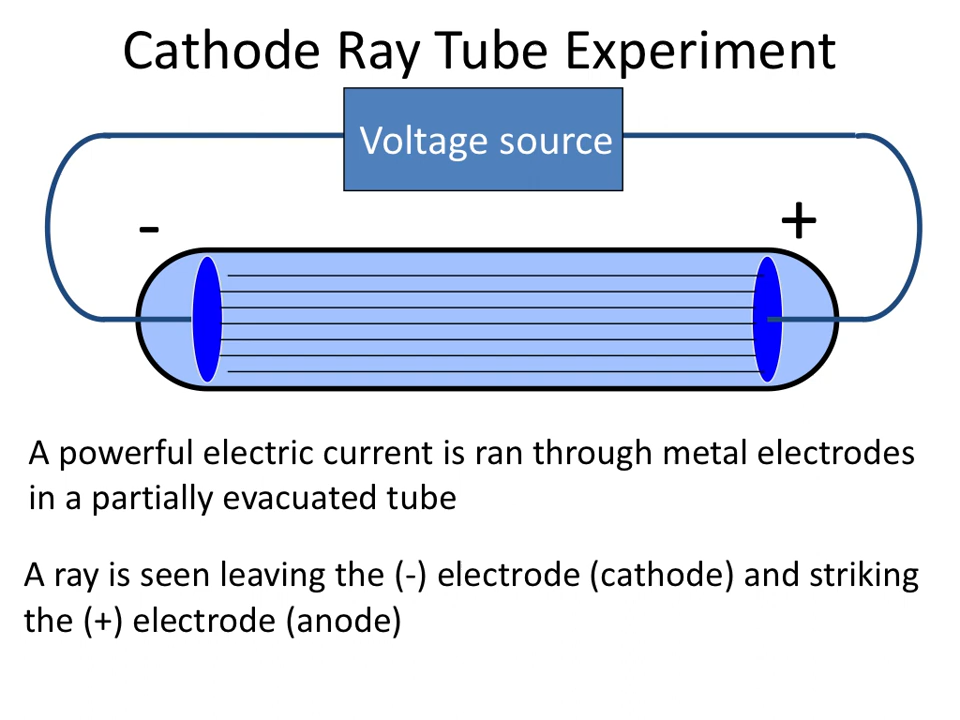 Cathode Ray Tube Experiment
Voltage source
-
+
A powerful electric current is ran through metal electrodes
in a partially evacuated tube
A ray is seen leaving the (-) electrode (cathode) and striking
the (+) electrode (anode)